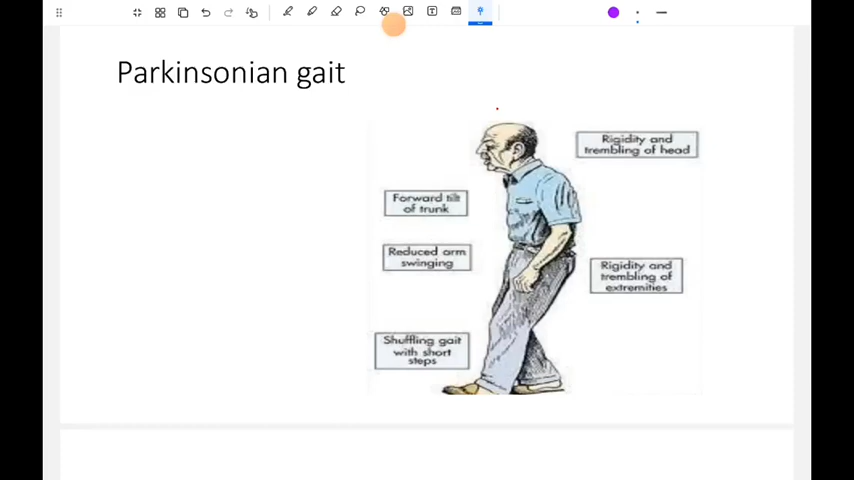 Parkinsonian gait
Rigidity and
trembling of head
Forward tilt
of trunk
Reduced arm
swinging
Rigidity and
trembling of
extremities
Shuffling gait
with short
steps